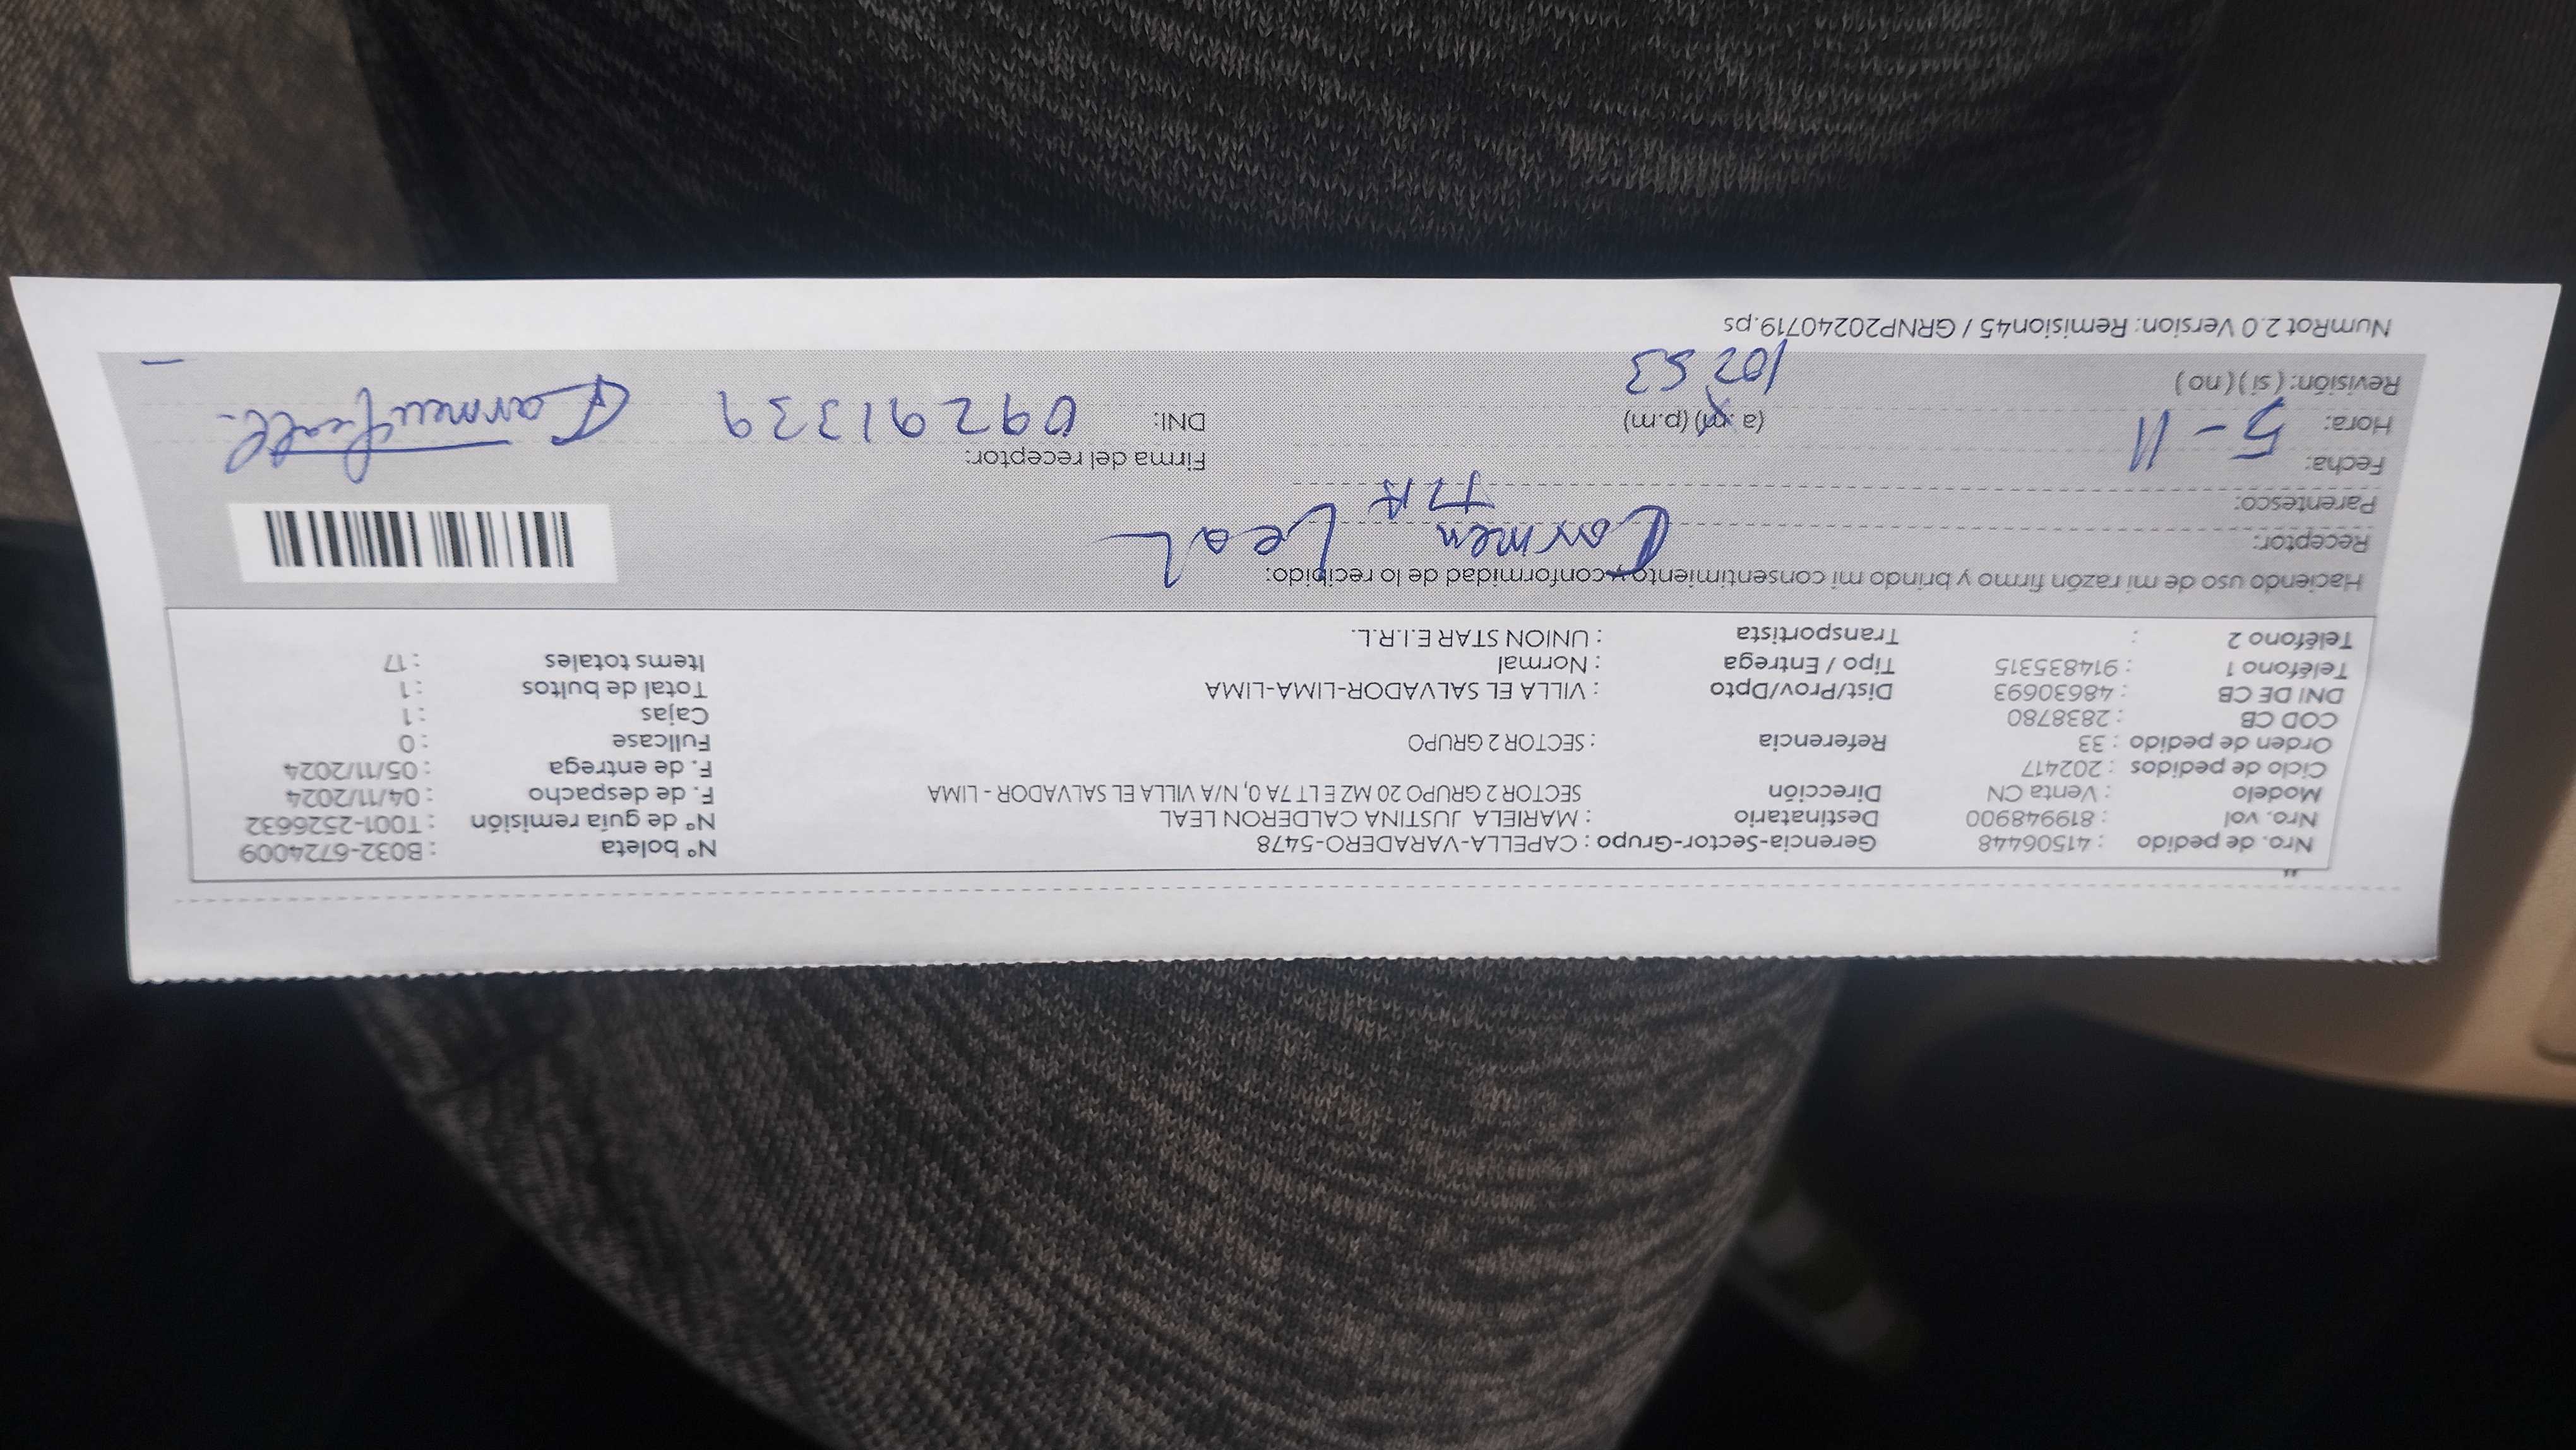 Nro. de pedido : 41506448 Gerencia-Sector-Grupo : CAPELLA-VARADERO-5478 Nº boleta : B032-6724009
Nro. vol : 819948900 Destinatario : MARIELA JUSTINA CALDERON LEAL Nº de guía remisión : T001-2526632
Modelo : Venta CN Dirección SECTOR 2 GRUPO 20 MZ E LT 7A 0, N/A VILLA EL SALVADOR - LIMA F. de despacho : 04/11/2024
Ciclo de pedidos : 202417 F. de entrega : 05/11/2024
Orden de pedido : 33 Referencia : SECTOR 2 GRUPO Fullcase : 0
COD CB : 2838780 Cajas : 1
DNI DE CB : 48630693 Dist/Prov/Dpto : VILLA EL SALVADOR-LIMA-LIMA Total de bultos : 1
Teléfono 1 : 914835315 Tipo / Entrega : Normal Items totales : 17
Teléfono 2 : Transportista : UNION STAR E.I.R.L.
Haciendo uso de mi razón firmo y brindo mi consentimiento y conformidad de lo recibido:
Receptor: Carmen Leal
Parentesco:
Fecha: 5-11 Firma del receptor: Carmen Leal
Hora: (a.m) (p.m) DNI: 09291339
Revisión: ( si ) ( no ) 10253
NumRot 2.0 Version: Remision45 / GRNP20240719.ps